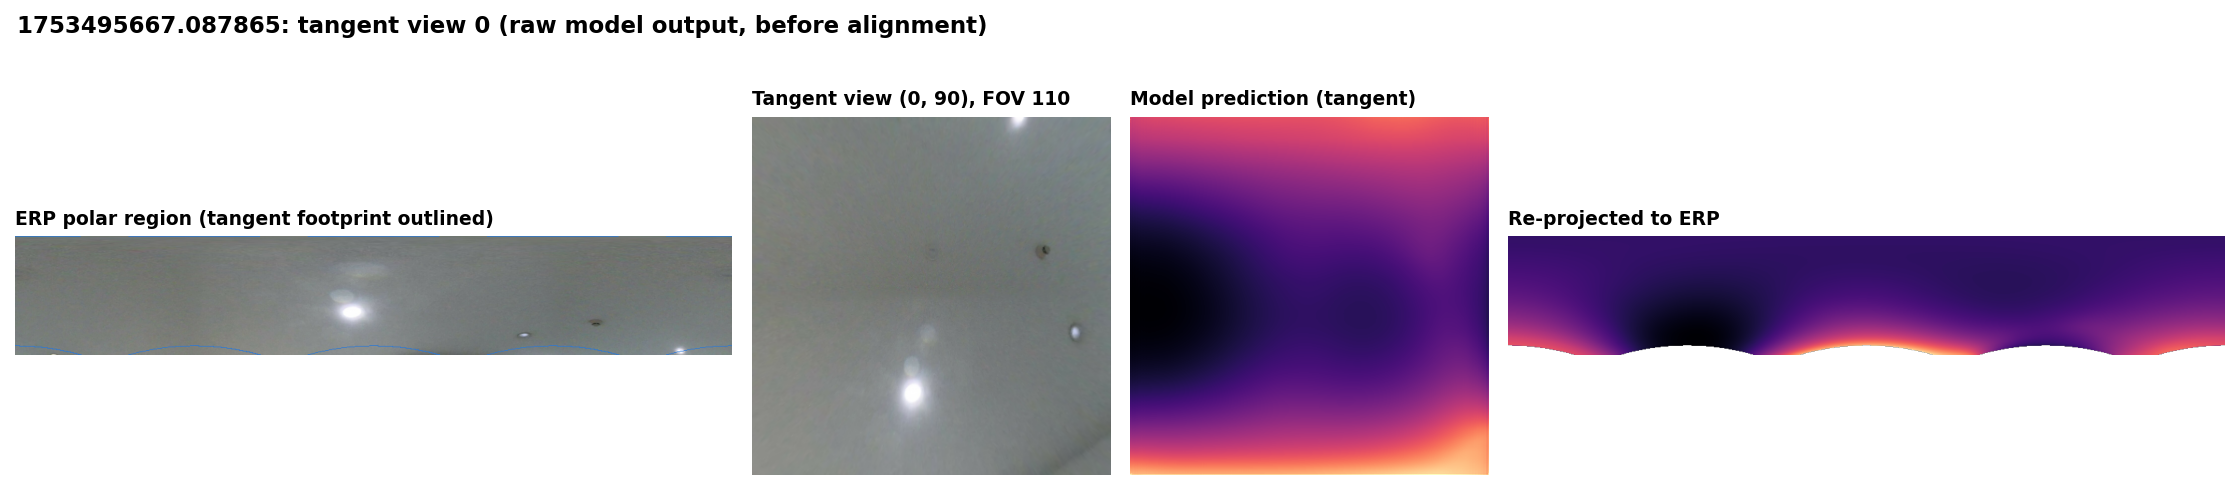 1753495667.087865: tangent view 0 (raw model output, before alignment)
Tangent view (0, 90), FOV 110
Model prediction (tangent)
ERP polar region (tangent footprint outlined)
Re-projected to ERP